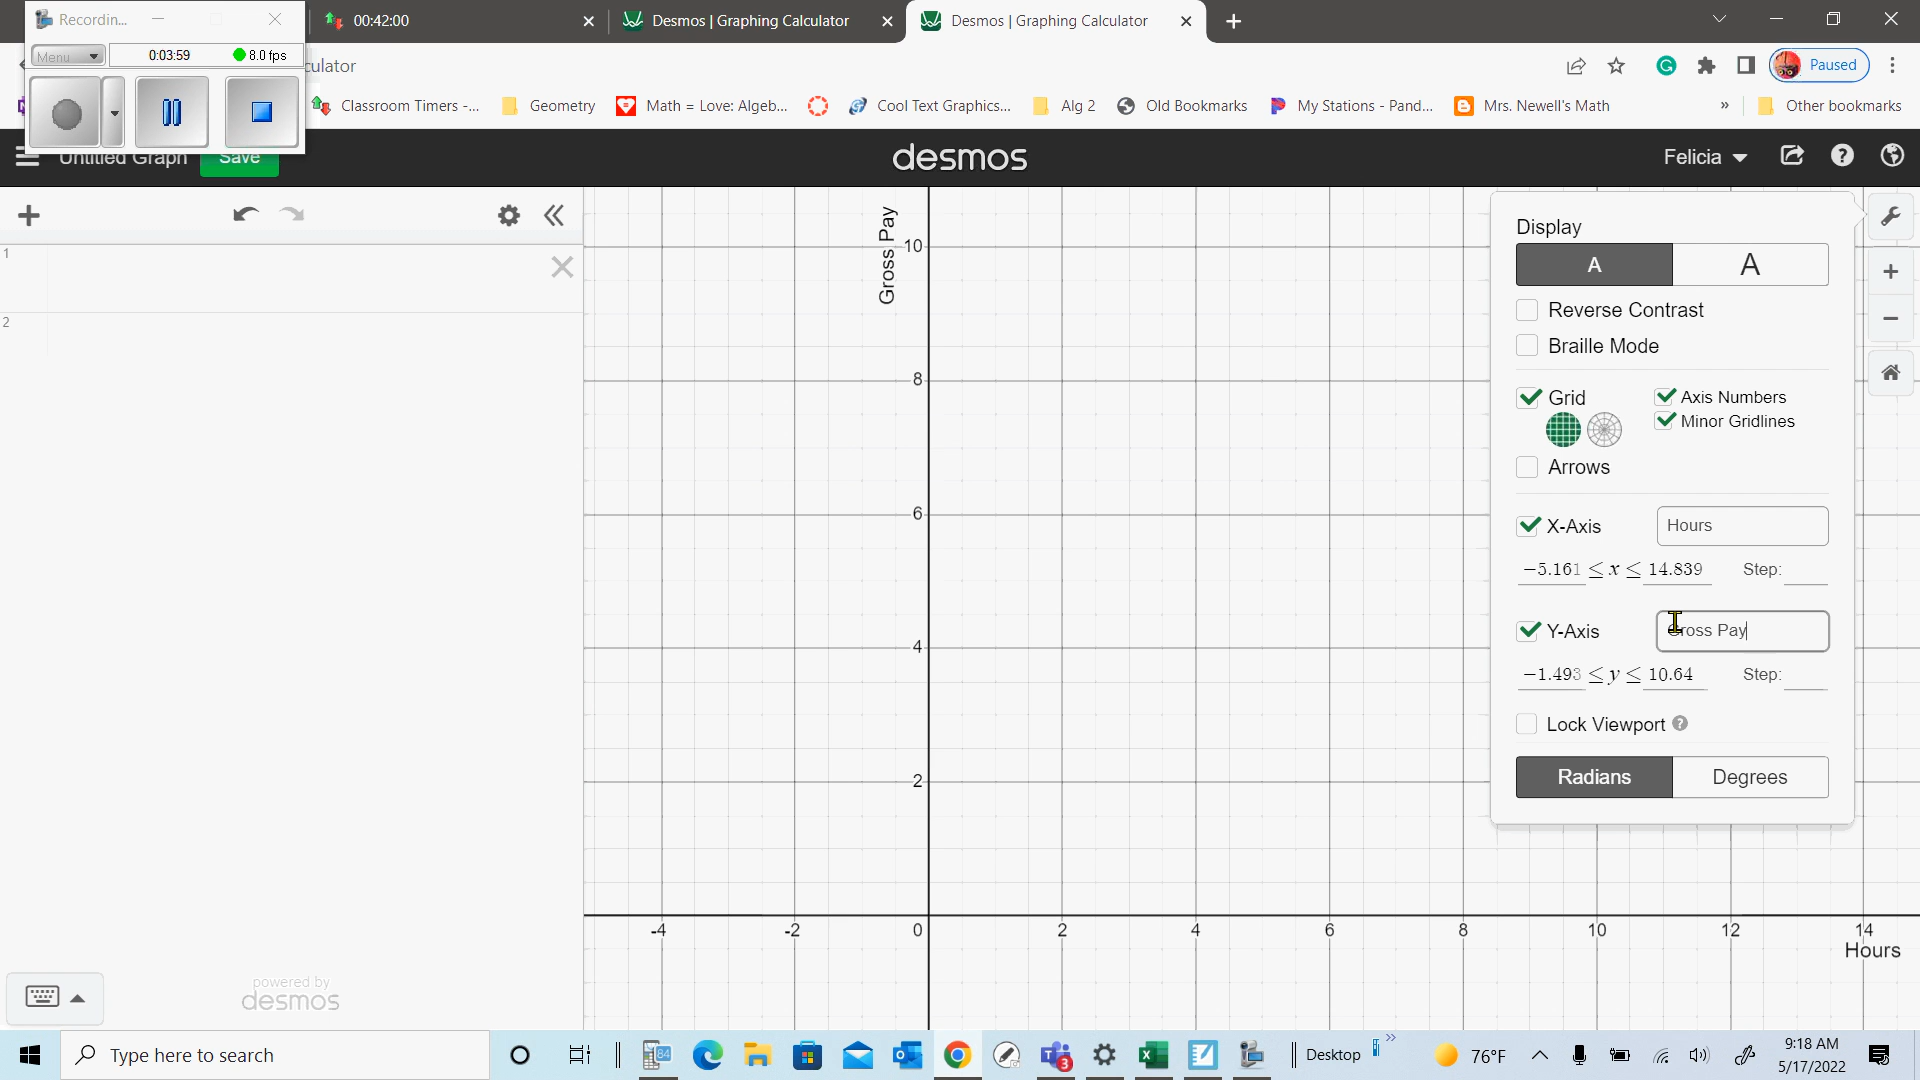 Recordin...
00:42:00
Desmos | Graphing Calculator
Desmos | Graphing Calculator
Menu
0:03:59
8.0 fps
culator
Paused
Classroom Timers -...
Geometry
Math = Love: Algeb...
Cool Text Graphics...
Alg 2
Old Bookmarks
My Stations - Pand...
Mrs. Newell's Math
»
Other bookmarks
Untitled Graph
Save
desmos
Felicia
1
2
Gross Pay
10
8
6
4
2
-4
-2
0
2
4
6
8
10
12
14
Hours
Display
A
A
Reverse Contrast
Braille Mode
Grid
Axis Numbers
Minor Gridlines
Arrows
X-Axis
Hours
−5.161 ≤ x ≤ 14.839
Step:
Y-Axis
Gross Pay
−1.493 ≤ y ≤ 10.64
Step:
Lock Viewport
Radians
Degrees
powered by
desmos
Type here to search
84
3
Desktop
76°F
9:18 AM
5/17/2022